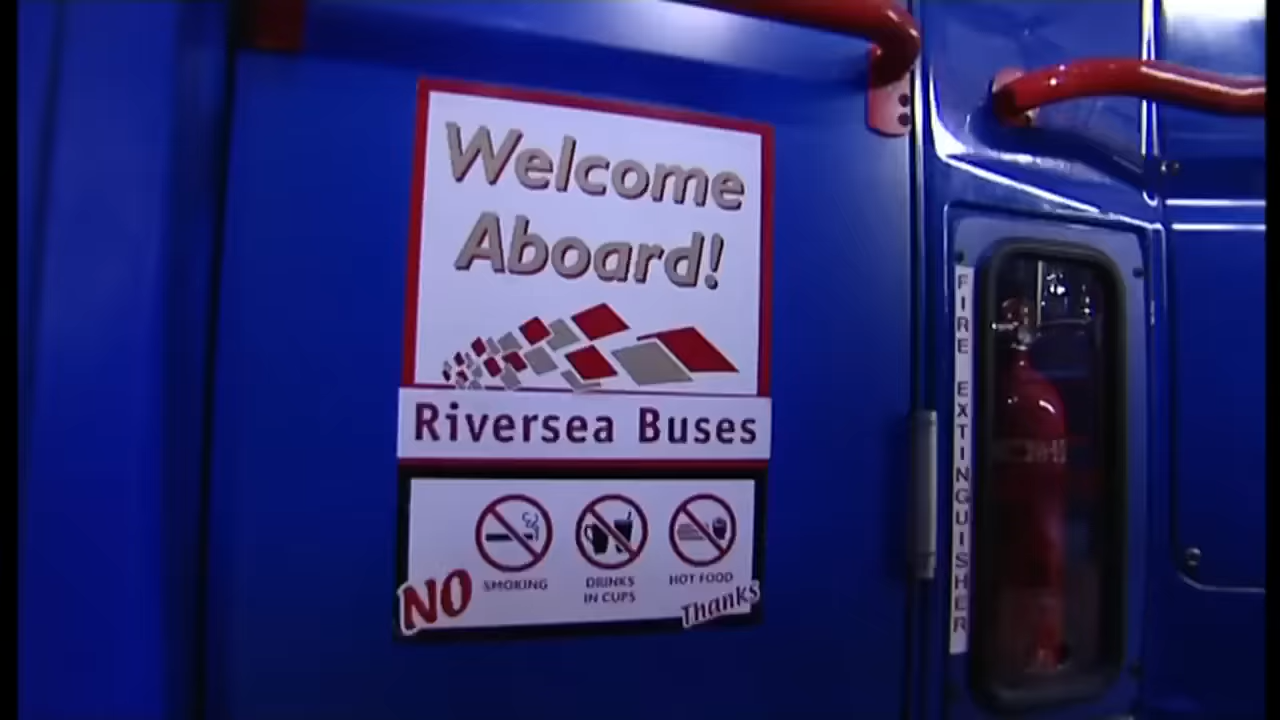 Welcome
Aboard!
Riversea Buses
NO
SMOKING
DRINKS
IN CUPS
HOT FOOD
Thanks
FIRE EXTINGUISHER